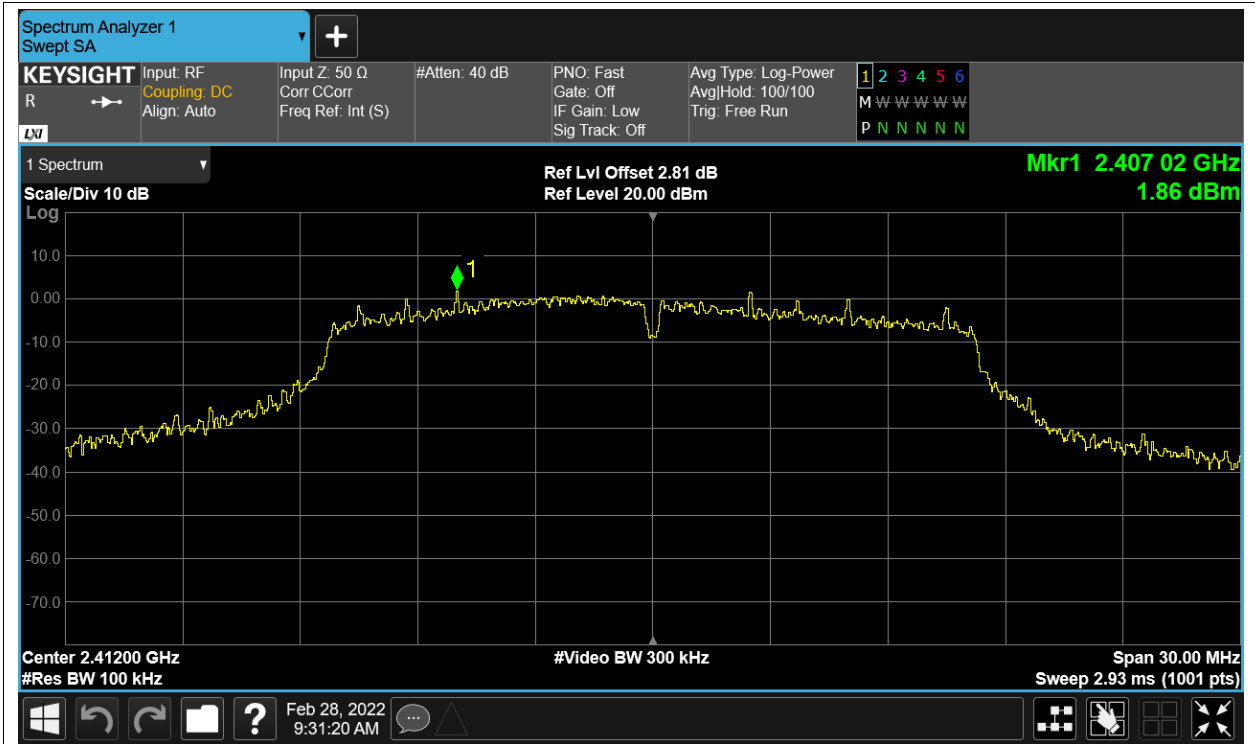 Spectrum Analyzer 1
Swept SA
+
KEYSIGHT
R
LXI
Input: RF
Coupling: DC
Align: Auto
Input Z: 50 Ω
Corr CCorr
Freq Ref: Int (S)
#Atten: 40 dB
PNO: Fast
Gate: Off
IF Gain: Low
Sig Track: Off
Avg Type: Log-Power
Avg|Hold: 100/100
Trig: Free Run
1 2 3 4 5 6
M W W W W W W
P N N N N N N
1 Spectrum
Scale/Div 10 dB
Log
Ref Lvl Offset 2.81 dB
Ref Level 20.00 dBm
Mkr1 2.407 02 GHz
1.86 dBm
1
10.0
0.00
-10.0
-20.0
-30.0
-40.0
-50.0
-60.0
-70.0
Center 2.41200 GHz
#Res BW 100 kHz
#Video BW 300 kHz
Span 30.00 MHz
Sweep 2.93 ms (1001 pts)
?
Feb 28, 2022
9:31:20 AM